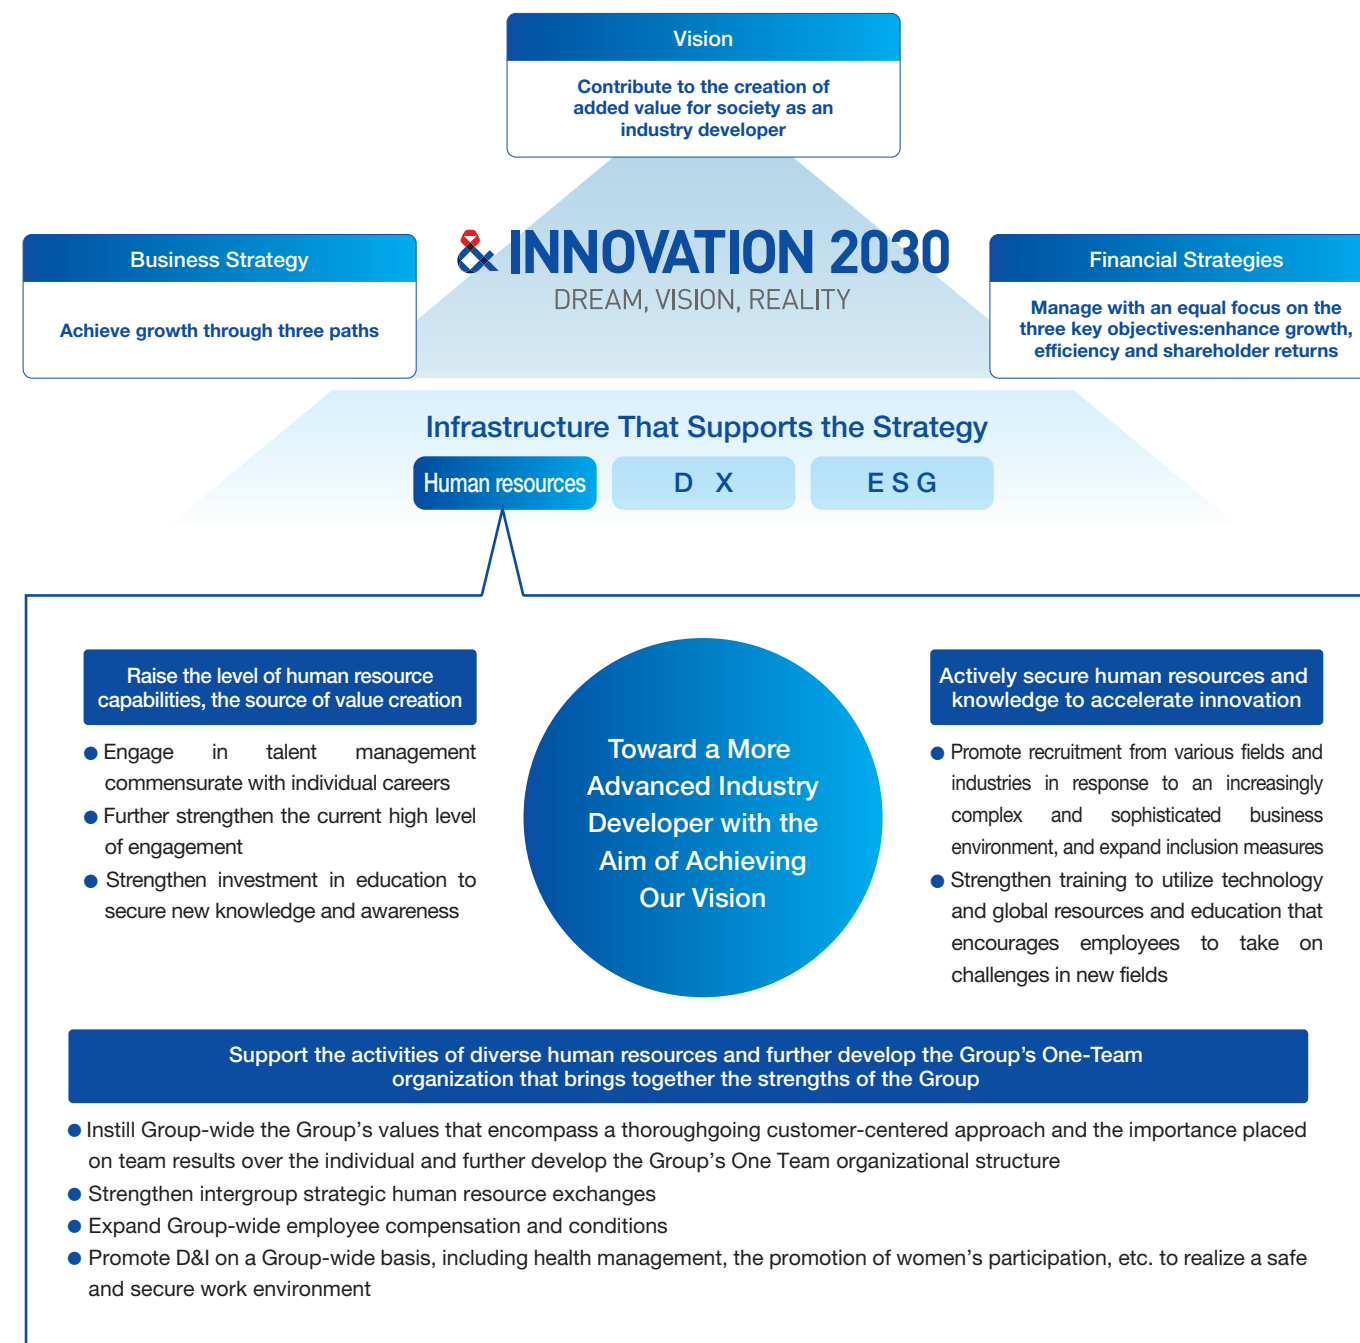 Vision
Contribute to the creation of
added value for society as an
industry developer
& INNOVATION 2030
DREAM, VISION, REALITY
Business Strategy
Achieve growth through three paths
Financial Strategies
Manage with an equal focus on the
three key objectives:enhance growth,
efficiency and shareholder returns
Infrastructure That Supports the Strategy
Human resources
D X
E S G
Raise the level of human resource
capabilities, the source of value creation
● Engage in talent management
commensurate with individual careers
● Further strengthen the current high level
of engagement
● Strengthen investment in education to
secure new knowledge and awareness
Toward a More
Advanced Industry
Developer with the
Aim of Achieving
Our Vision
Actively secure human resources and
knowledge to accelerate innovation
● Promote recruitment from various fields and
industries in response to an increasingly
complex and sophisticated business
environment, and expand inclusion measures
● Strengthen training to utilize technology
and global resources and education that
encourages employees to take on
challenges in new fields
Support the activities of diverse human resources and further develop the Group's One-Team
organization that brings together the strengths of the Group
● Instill Group-wide the Group's values that encompass a thoroughgoing customer-centered approach and the importance placed
on team results over the individual and further develop the Group's One Team organizational structure
● Strengthen intergroup strategic human resource exchanges
● Expand Group-wide employee compensation and conditions
● Promote D&I on a Group-wide basis, including health management, the promotion of women's participation, etc. to realize a safe
and secure work environment